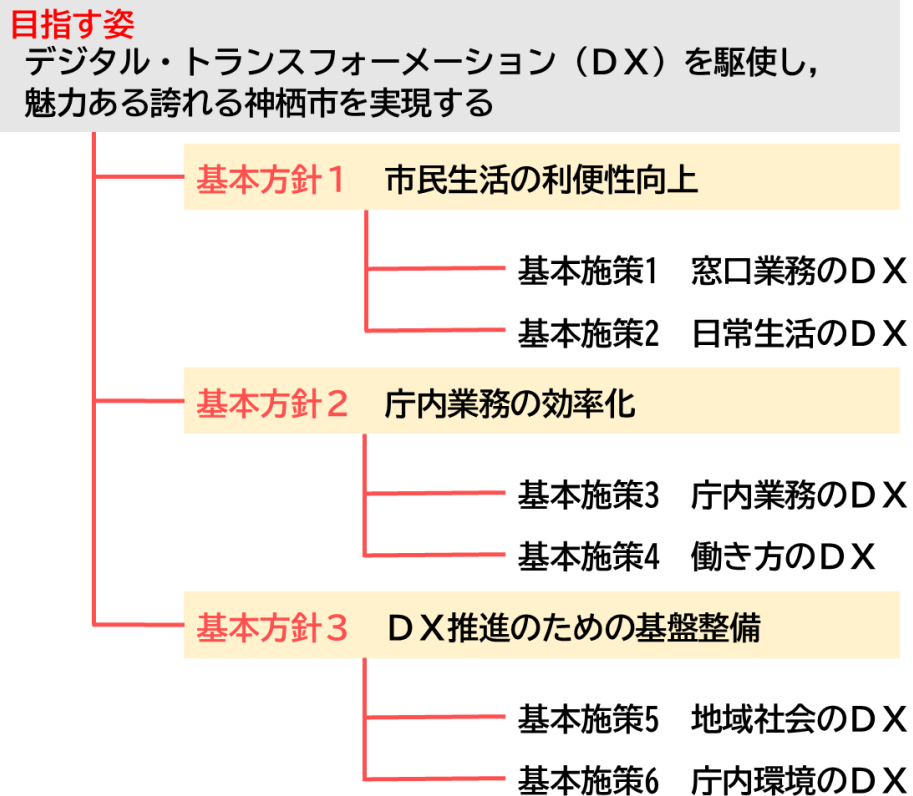 目指す姿
デジタル・トランスフォーメーション（ＤＸ）を駆使し，
魅力ある誇れる神栖市を実現する
基本方針１　市民生活の利便性向上
基本施策1　窓口業務のＤＸ
基本施策2　日常生活のＤＸ
基本方針２　庁内業務の効率化
基本施策3　庁内業務のＤＸ
基本施策4　働き方のＤＸ
基本方針３　ＤＸ推進のための基盤整備
基本施策5　地域社会のＤＸ
基本施策6　庁内環境のＤＸ